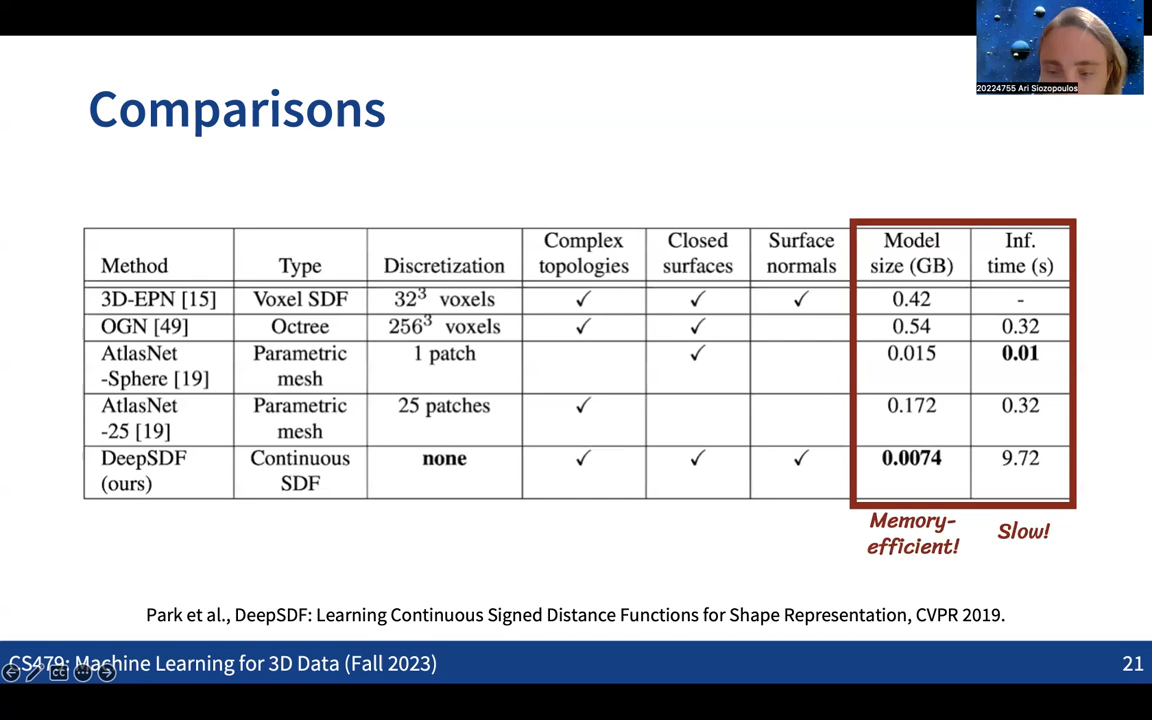 20224755 Ari Siozopoulos
Comparisons
Method Type Discretization Complex topologies Closed surfaces Surface normals Model size (GB) Inf. time (s)
3D-EPN [15] Voxel SDF 32³ voxels ✓ ✓ ✓ 0.42 -
OGN [49] Octree 256³ voxels ✓ ✓ 0.54 0.32
AtlasNet -Sphere [19] Parametric mesh 1 patch ✓ 0.015 0.01
AtlasNet -25 [19] Parametric mesh 25 patches ✓ 0.172 0.32
DeepSDF (ours) Continuous SDF none ✓ ✓ ✓ 0.0074 9.72
Memory-efficient! Slow!
Park et al., DeepSDF: Learning Continuous Signed Distance Functions for Shape Representation, CVPR 2019.
CS479: Machine Learning for 3D Data (Fall 2023) 21